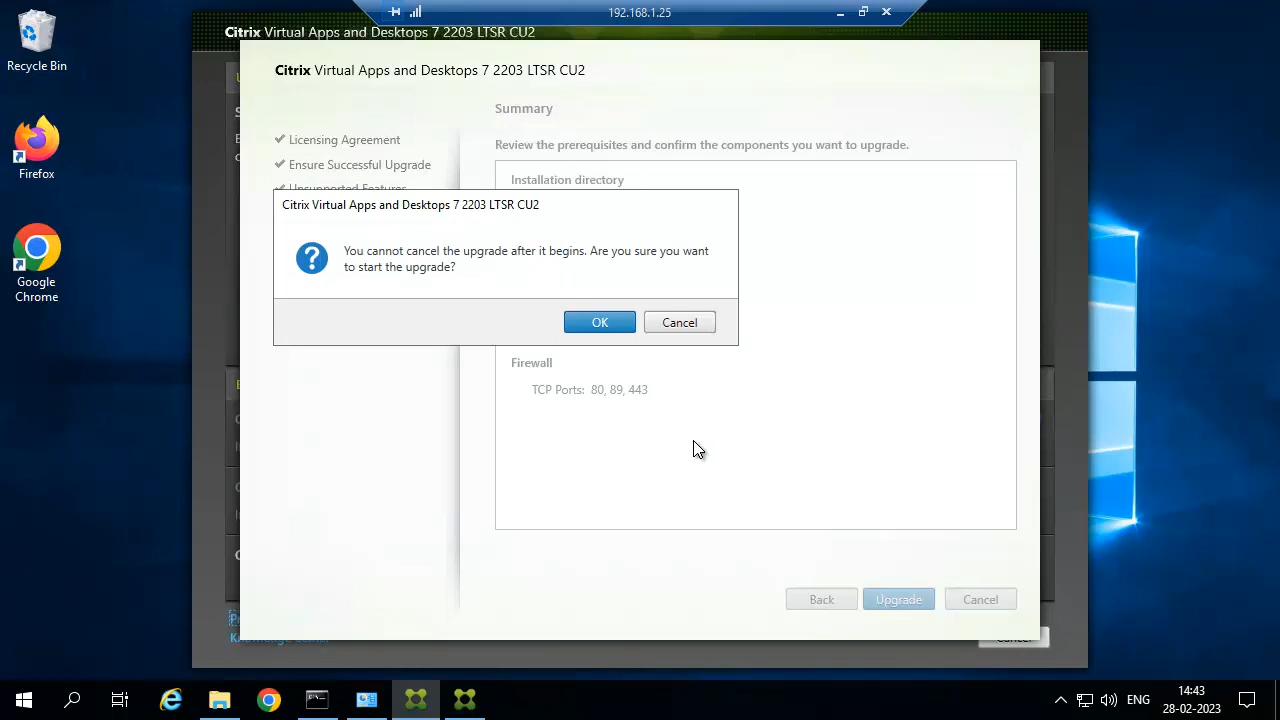 192.168.1.25
Citrix Virtual Apps and Desktops 7 2203 LTSR CU2
Citrix Virtual Apps and Desktops 7 2203 LTSR CU2
Summary
Licensing Agreement
Ensure Successful Upgrade
Unsupported Features
Review the prerequisites and confirm the components you want to upgrade.
Installation directory
Citrix Virtual Apps and Desktops 7 2203 LTSR CU2
You cannot cancel the upgrade after it begins. Are you sure you want
to start the upgrade?
OK
Cancel
Firewall
TCP Ports: 80, 89, 443
Back
Upgrade
Cancel
Cancel
Recycle Bin
Firefox
Google
Chrome
ENG
14:43
28-02-2023